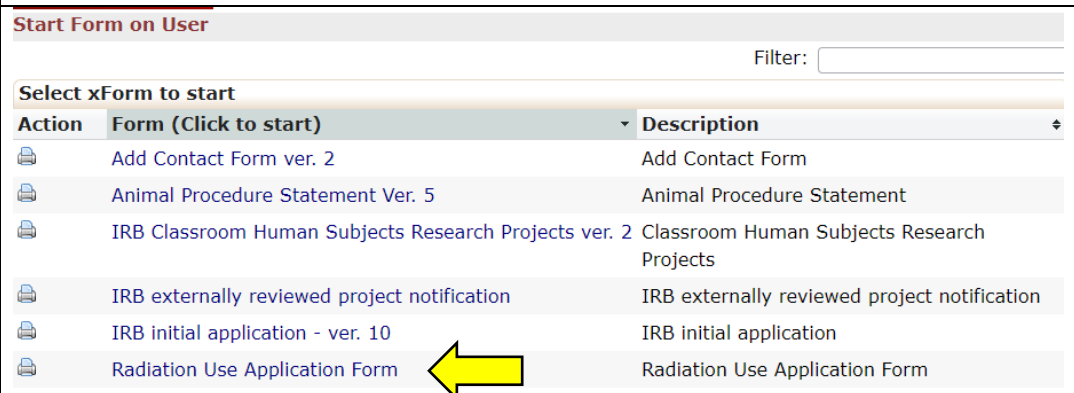 Start Form on User
Filter:
Select xForm to start
Action Form (Click to start) Description
Add Contact Form ver. 2 Add Contact Form
Animal Procedure Statement Ver. 5 Animal Procedure Statement
IRB Classroom Human Subjects Research Projects ver. 2 Classroom Human Subjects Research
Projects
IRB externally reviewed project notification IRB externally reviewed project notification
IRB initial application - ver. 10 IRB initial application
Radiation Use Application Form Radiation Use Application Form